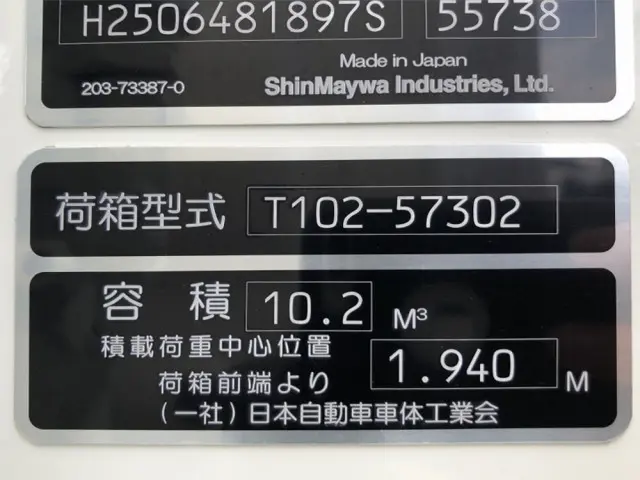 H2506481897S 55738
Made in Japan
203-73387-0 ShinMaywa Industries, Ltd.
荷箱型式 T102-57302
容積 10.2 M³
積載荷重中心位置
荷箱前端より 1.940 M
(一社)日本自動車車体工業会